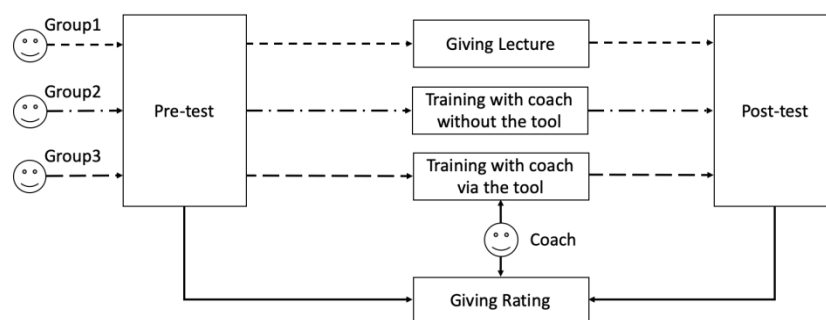 Group1
Giving Lecture
Group2
Pre-test
Training with coach
without the tool
Post-test
Group3
Training with coach
via the tool
Coach
Giving Rating